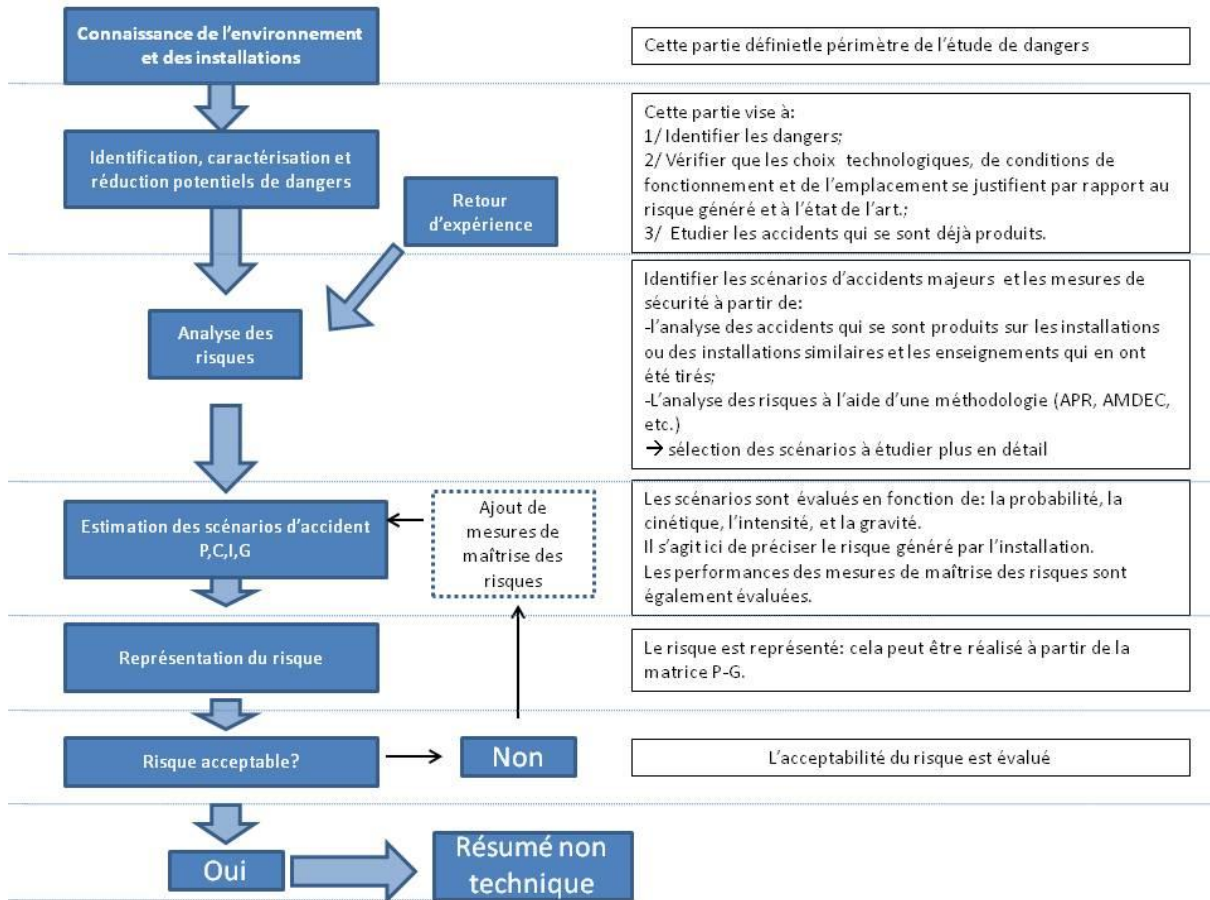 Connaissance de l'environnement
et des installations
Cette partie définietle périmètre de l'étude de dangers
Identification, caractérisation et
réduction potentiels de dangers
Retour
d'expérience
Cette partie vise à:
1/ Identifier les dangers;
2/ Vérifier que les choix technologiques, de conditions de
fonctionnement et de l'emplacement se justifient par rapport au
risque généré et à l'état de l'art.;
3/ Etudier les accidents qui se sont déjà produits.
Analyse des
risques
Identifier les scénarios d'accidents majeurs et les mesures de
sécurité à partir de:
-l'analyse des accidents qui se sont produits sur les installations
ou des installations similaires et les enseignements qui en ont
été tirés;
-L'analyse des risques à l'aide d'une méthodologie (APR, AMDEC,
etc.)
→ sélection des scénarios à étudier plus en détail
Estimation des scénarios d'accident
P,C,I,G
Ajout de
mesures de
maîtrise des
risques
Les scénarios sont évalués en fonction de: la probabilité, la
cinétique, l'intensité, et la gravité.
Il s'agit ici de préciser le risque généré par l'installation.
Les performances des mesures de maîtrise des risques sont
également évaluées.
Représentation du risque
Le risque est représenté: cela peut être réalisé à partir de la
matrice P-G.
Risque acceptable?
Non
L'acceptabilité du risque est évalué
Oui
Résumé non
technique